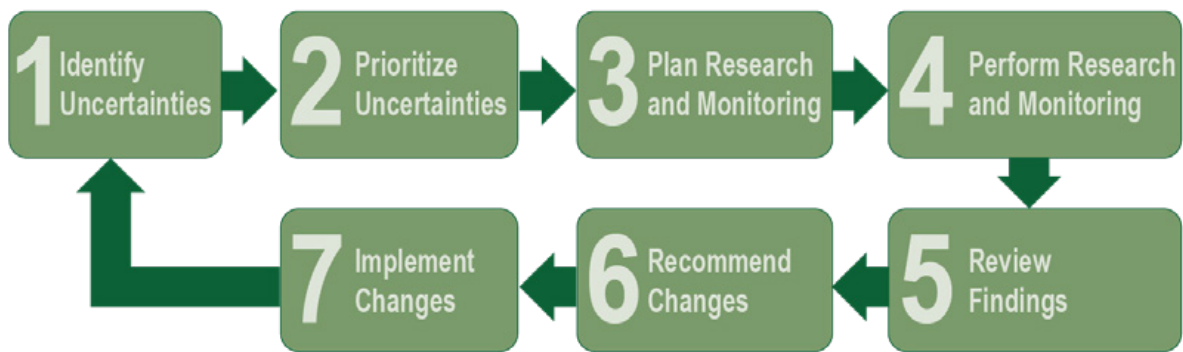 1 Identify
Uncertainties
2 Prioritize
Uncertainties
3 Plan Research
and Monitoring
4 Perform Research
and Monitoring
5 Review
Findings
6 Recommend
Changes
7 Implement
Changes